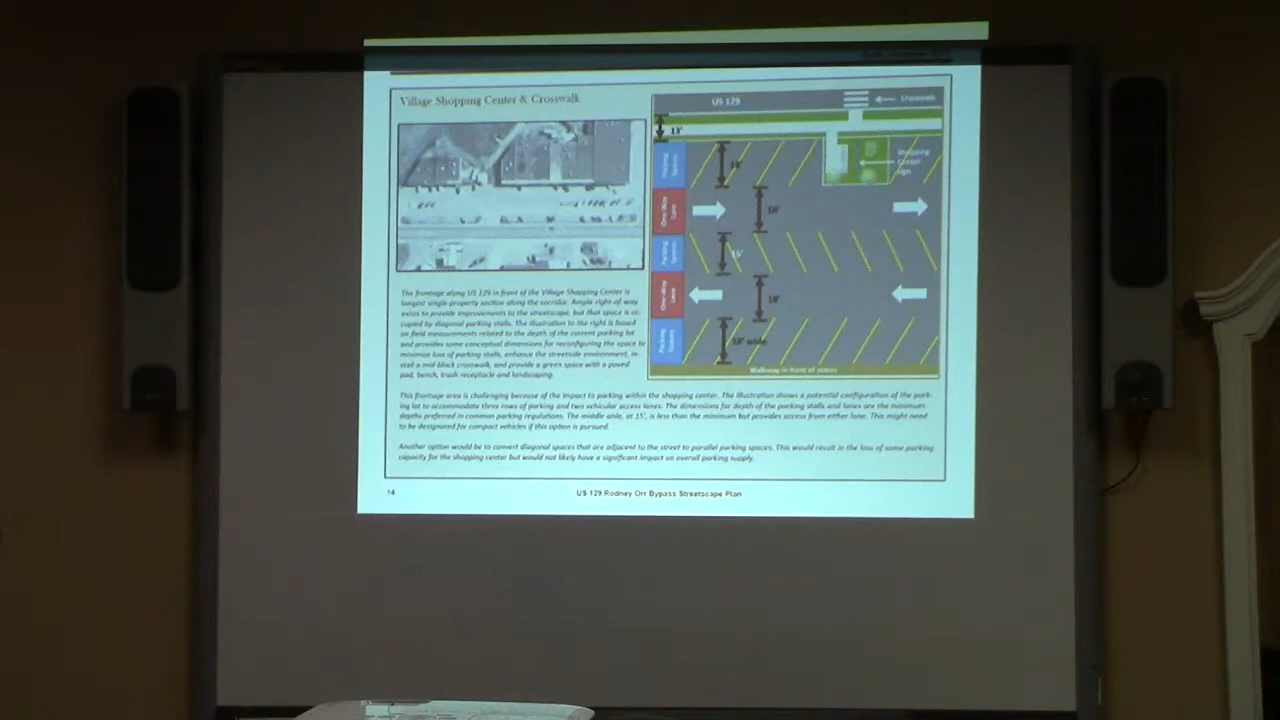 Village Shopping Center & Crosswalk
US 129
Crosswalk
13'
Shopping
Center
Sign
Parking
Spaces
One-Way
Lane
Parking
Spaces
15'
One-Way
Lane
Parking
Spaces
18' wide
Walkway in front of stores
The frontage along US 129 in front of the Village Shopping Center is
longest single-property section along the corridor. Ample right-of-way
exists to provide improvements to the streetscape, but that space is oc-
cupied by diagonal parking stalls. The illustration to the right is based
on field measurements related to the depth of the current parking lot
and provides some conceptual dimensions for reconfiguring the space to
minimize loss of parking stalls, enhance the streetside environment, in-
stall a mid-block crosswalk, and provide a green space with a paved
pad, bench, trash receptacle and landscaping.
This frontage area is challenging because of the impact to parking within the shopping center. The illustration shows a potential configuration of the park-
ing lot to accommodate three rows of parking and two vehicular access lanes. The dimensions for depth of the parking stalls and lanes are the minimum
depths preferred in common parking regulations. The middle aisle, at 15', is less than the minimum but provides access from either lane. This might need
to be designated for compact vehicles if this option is pursued.
Another option would be to convert diagonal spaces that are adjacent to the street to parallel parking spaces. This would result in the loss of some parking
capacity for the shopping center but would not likely have a significant impact on overall parking supply.
14
US 129 Rodney Orr Bypass Streetscape Plan